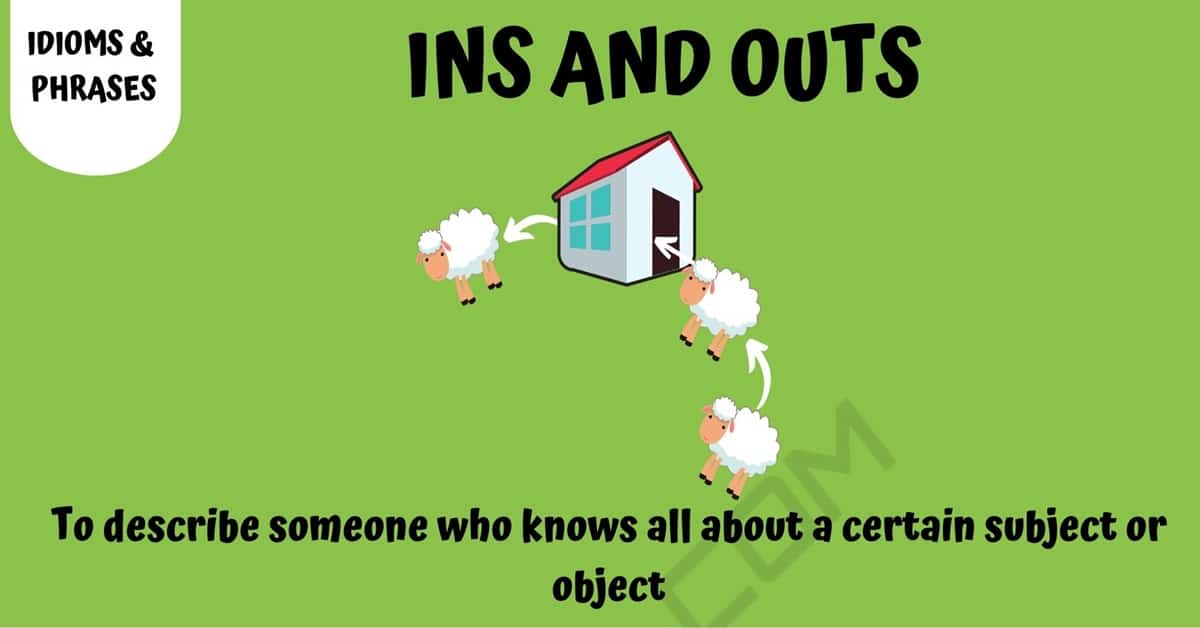 IDIOMS &
PHRASES
INS AND OUTS
To describe someone who knows all about a certain subject or
object
COM